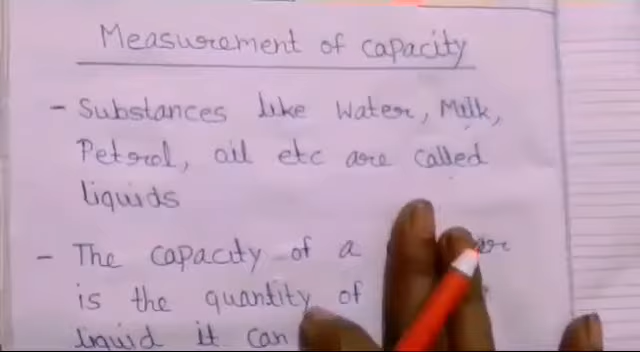 Measurement of capacity
- Substances like water, Milk,
Petrol, oil etc are called
liquids
- The capacity of a
is the quantity of
liquid it can